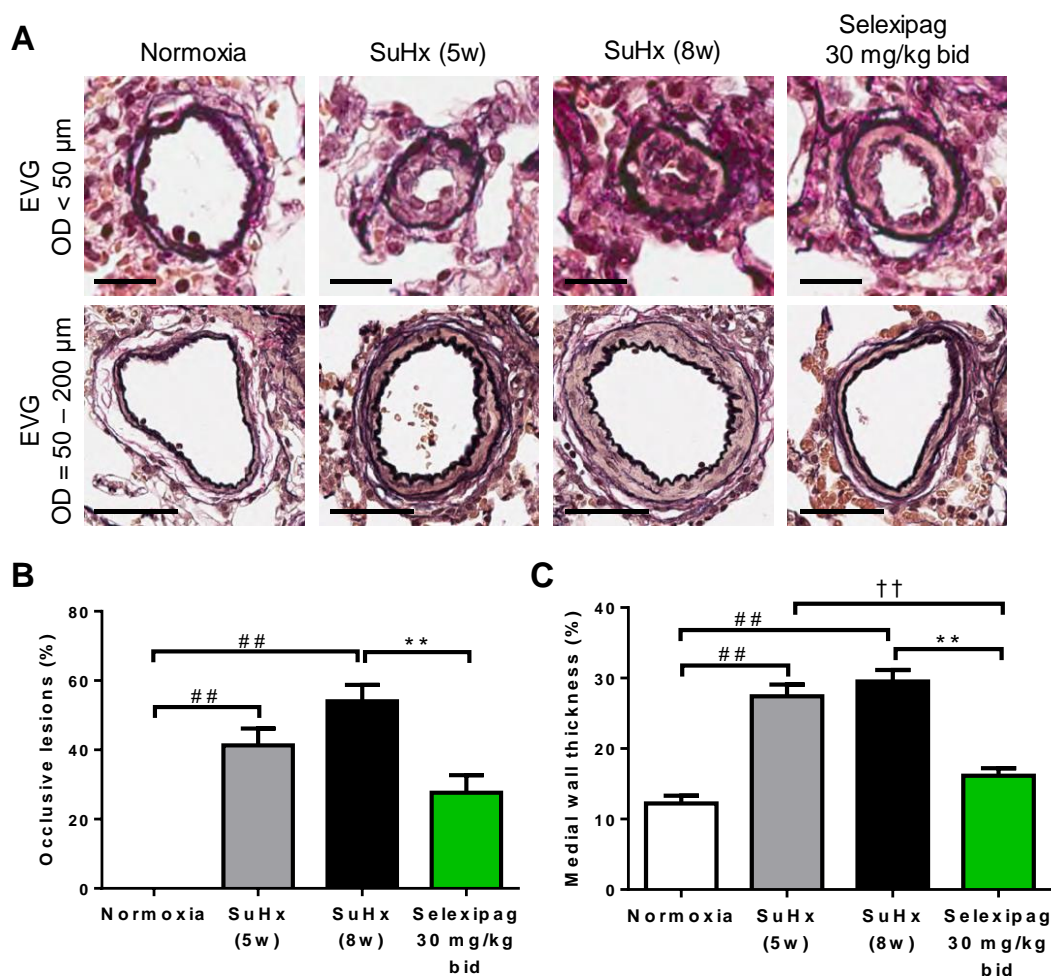 A
Normoxia
SuHx (5w)
SuHx (8w)
Selexipag
30 mg/kg bid
EVG
OD < 50 µm
EVG
OD = 50 – 200 µm
B
Occlusive lesions (%)
80
60
40
20
0
##
##
**
Normoxia
SuHx
(5w)
SuHx
(8w)
Selexipag
30 mg/kg
bid
C
Medial wall thickness (%)
40
30
20
10
0
††
##
##
**
Normoxia
SuHx
(5w)
SuHx
(8w)
Selexipag
30 mg/kg
bid